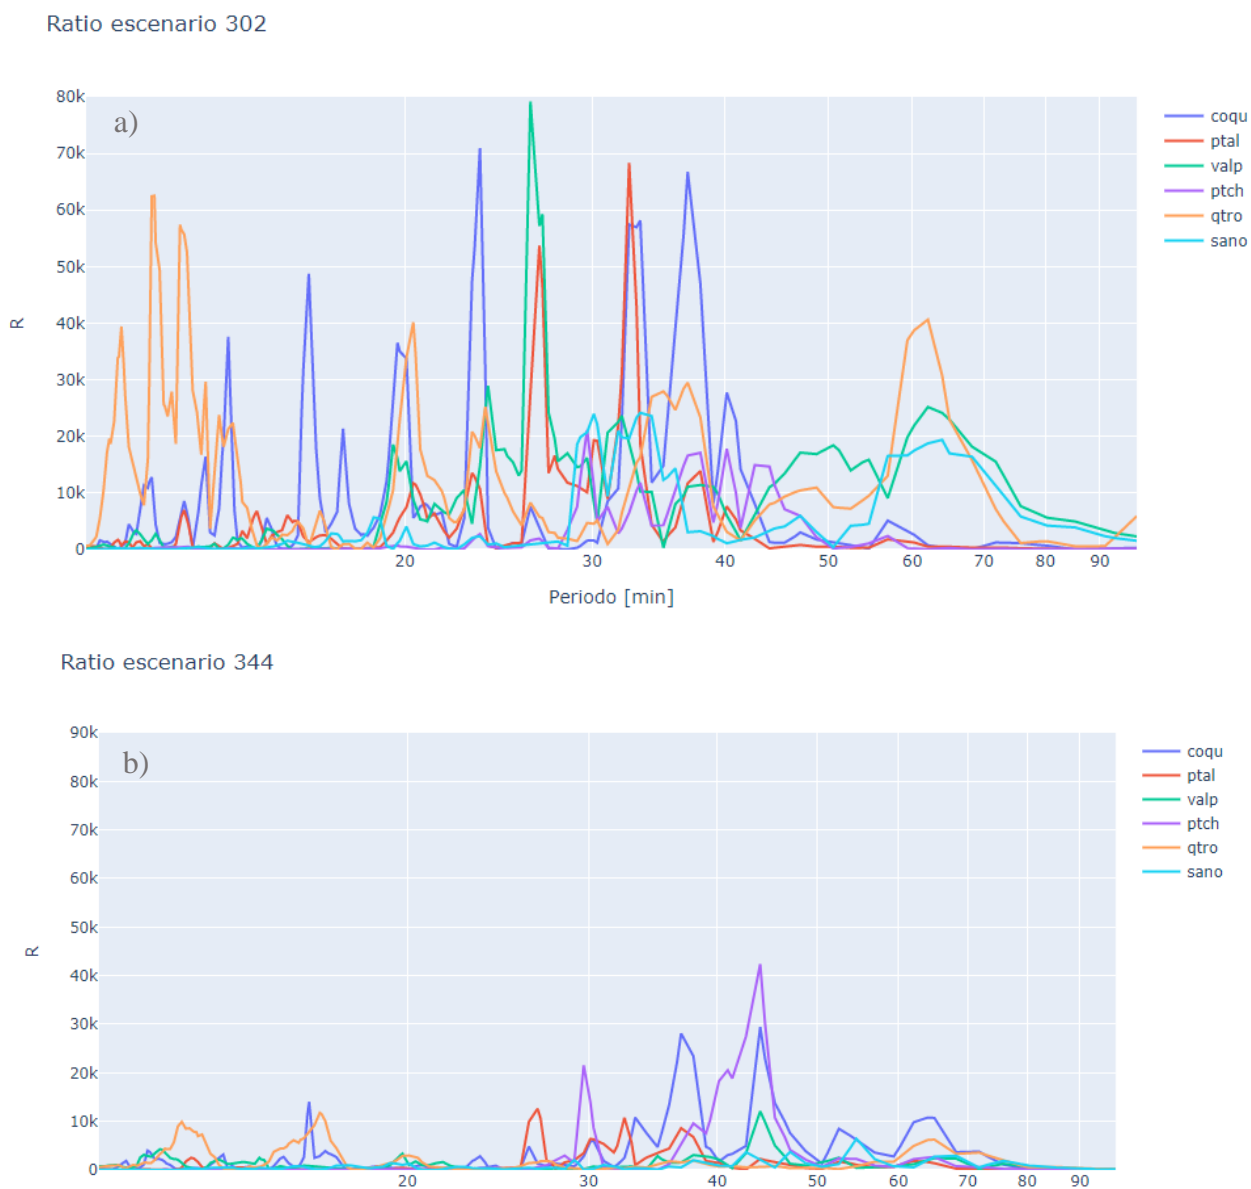 Ratio escenario 302
a)
80k
70k
60k
50k
40k
30k
20k
10k
0
R
20 30 40 50 60 70 80 90
Periodo [min]
coqu
ptal
valp
ptch
qtro
sano
Ratio escenario 344
b)
90k
80k
70k
60k
50k
40k
30k
20k
10k
0
R
20 30 40 50 60 70 80 90
coqu
ptal
valp
ptch
qtro
sano